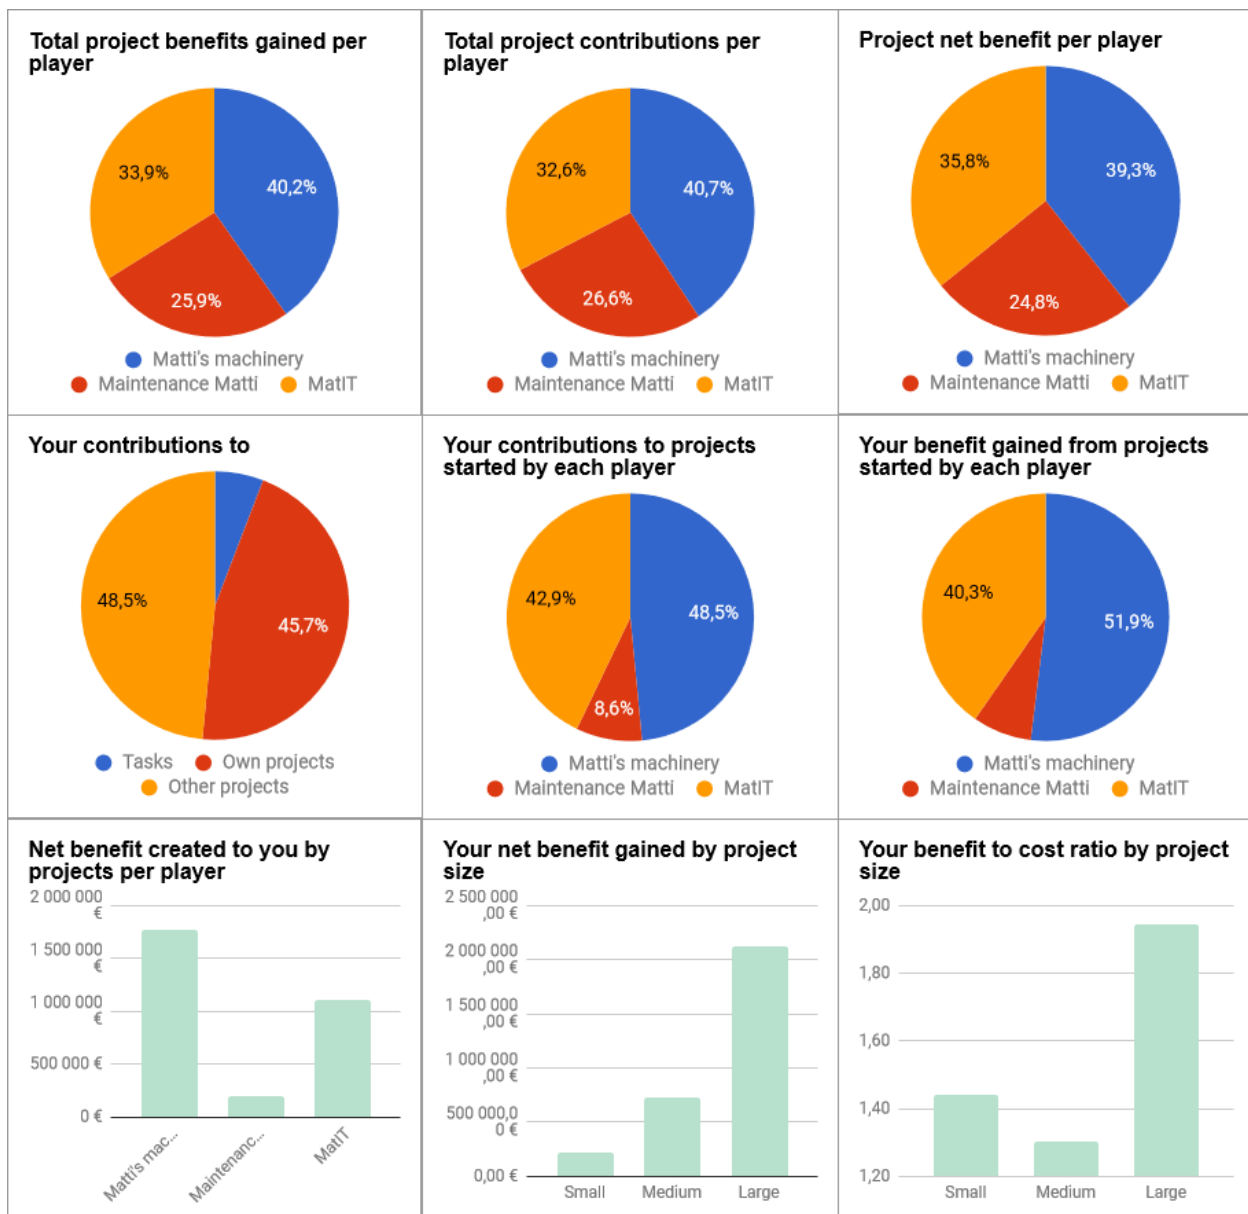 Total project benefits gained per
player
33,9%
40,2%
25,9%
Matti's machinery
Maintenance Matti
MatIT
Total project contributions per
player
32,6%
40,7%
26,6%
Matti's machinery
Maintenance Matti
MatIT
Project net benefit per player
35,8%
39,3%
24,8%
Matti's machinery
Maintenance Matti
MatIT
Your contributions to
48,5%
45,7%
Tasks
Own projects
Other projects
Your contributions to projects
started by each player
42,9%
48,5%
8,6%
Matti's machinery
Maintenance Matti
MatIT
Your benefit gained from projects
started by each player
40,3%
51,9%
Matti's machinery
Maintenance Matti
MatIT
Net benefit created to you by
projects per player
2 000 000
€
1 500 000
€
1 000 000
€
500 000 €
0 €
Matti's mac...
Maintenanc...
MatIT
Your net benefit gained by project
size
2 500 000
,00 €
2 000 000
,00 €
1 500 000
,00 €
1 000 000
,00 €
500 000,0
0 €
0,00 €
Small
Medium
Large
Your benefit to cost ratio by project
size
2,00
1,80
1,60
1,40
1,20
Small
Medium
Large